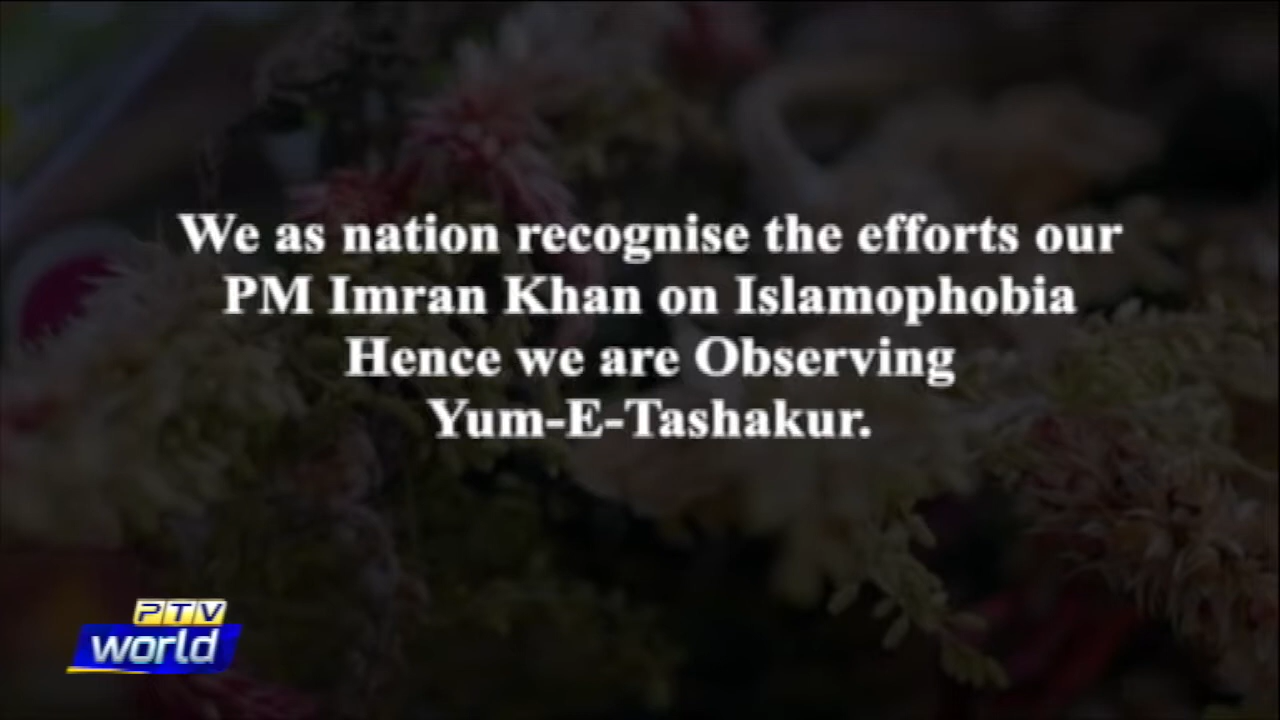 We as nation recognise the efforts our
PM Imran Khan on Islamophobia
Hence we are Observing
Yum-E-Tashakur.
PTV
world